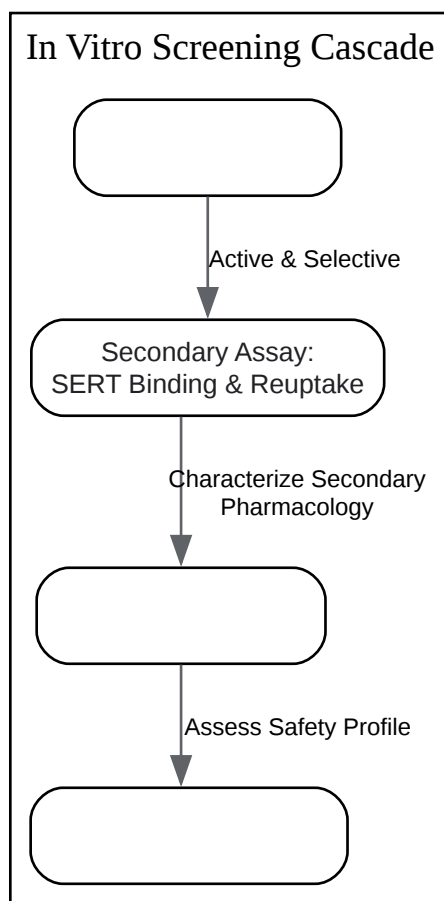 In Vitro Screening Cascade
Active & Selective
Secondary Assay:
SERT Binding & Reuptake
Characterize Secondary
Pharmacology
Assess Safety Profile